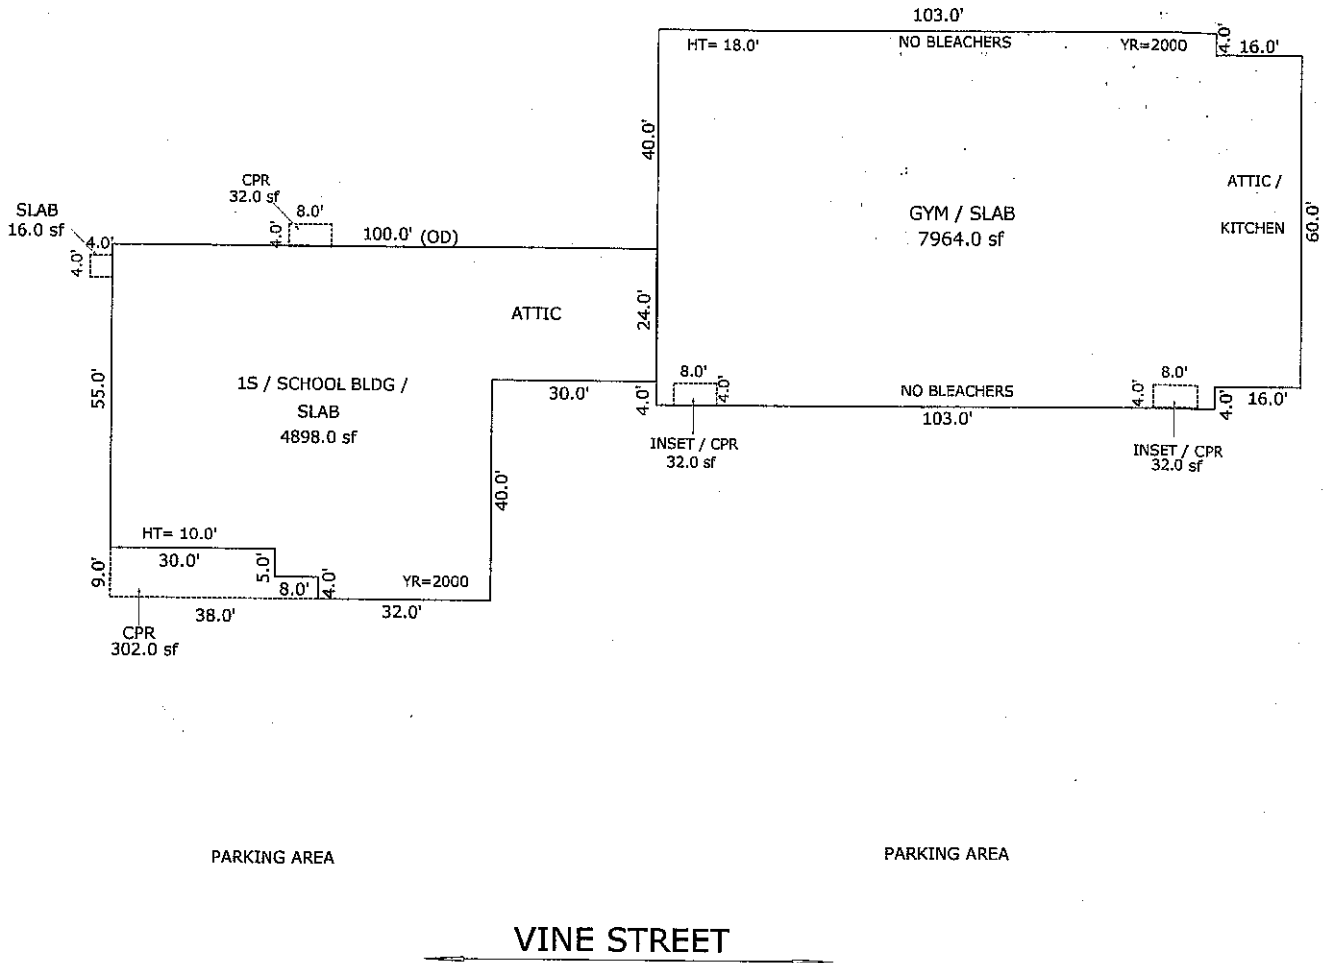 103.0'
HT= 18.0'
NO BLEACHERS
YR=2000
4.0'
16.0'
40.0'
CPR
32.0 sf
8.0'
4.0'
100.0' (OD)
SLAB
16.0 sf
4.0'
4.0'
GYM / SLAB
7964.0 sf
ATTIC /
KITCHEN
60.0'
24.0'
ATTIC
55.0'
1S / SCHOOL BLDG /
SLAB
4898.0 sf
30.0'
4.0'
8.0'
4.0'
NO BLEACHERS
103.0'
8.0'
4.0'
4.0'
16.0'
INSET / CPR
32.0 sf
INSET / CPR
32.0 sf
40.0'
HT= 10.0'
30.0'
5.0'
9.0'
8.0'
4.0'
YR=2000
38.0'
32.0'
CPR
302.0 sf
PARKING AREA
PARKING AREA
VINE STREET